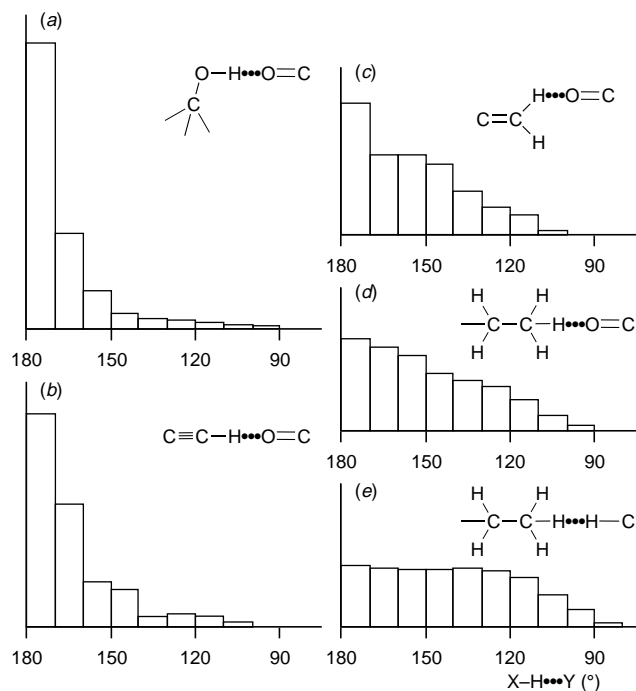 (a)
O—H•••O=C
C
180 150 120 90
(b)
C≡C—H•••O=C
180 150 120 90
(c)
H•••O=C
C=C
H
180 150 120 90
(d)
H H
C—C—H•••O=C
H H
180 150 120 90
(e)
H H
C—C—H•••H—C
H H
180 150 120 90
X–H•••Y (°)